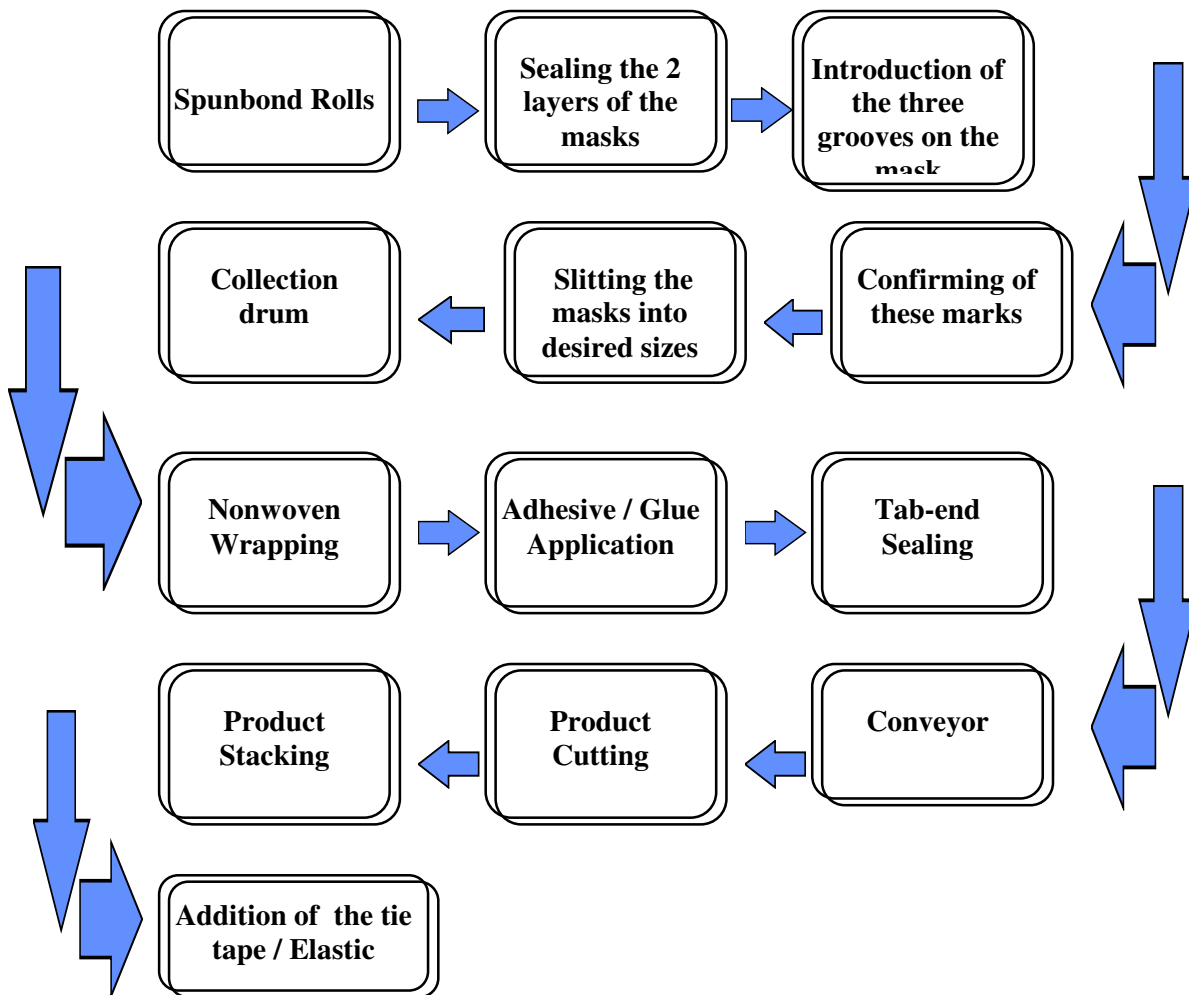 Spunbond Rolls
Sealing the 2
layers of the
masks
Introduction of
the three
grooves on the
mask
Collection
drum
Slitting the
masks into
desired sizes
Confirming of
these marks
Nonwoven
Wrapping
Adhesive / Glue
Application
Tab-end
Sealing
Product
Stacking
Product
Cutting
Conveyor
Addition of the tie
tape / Elastic